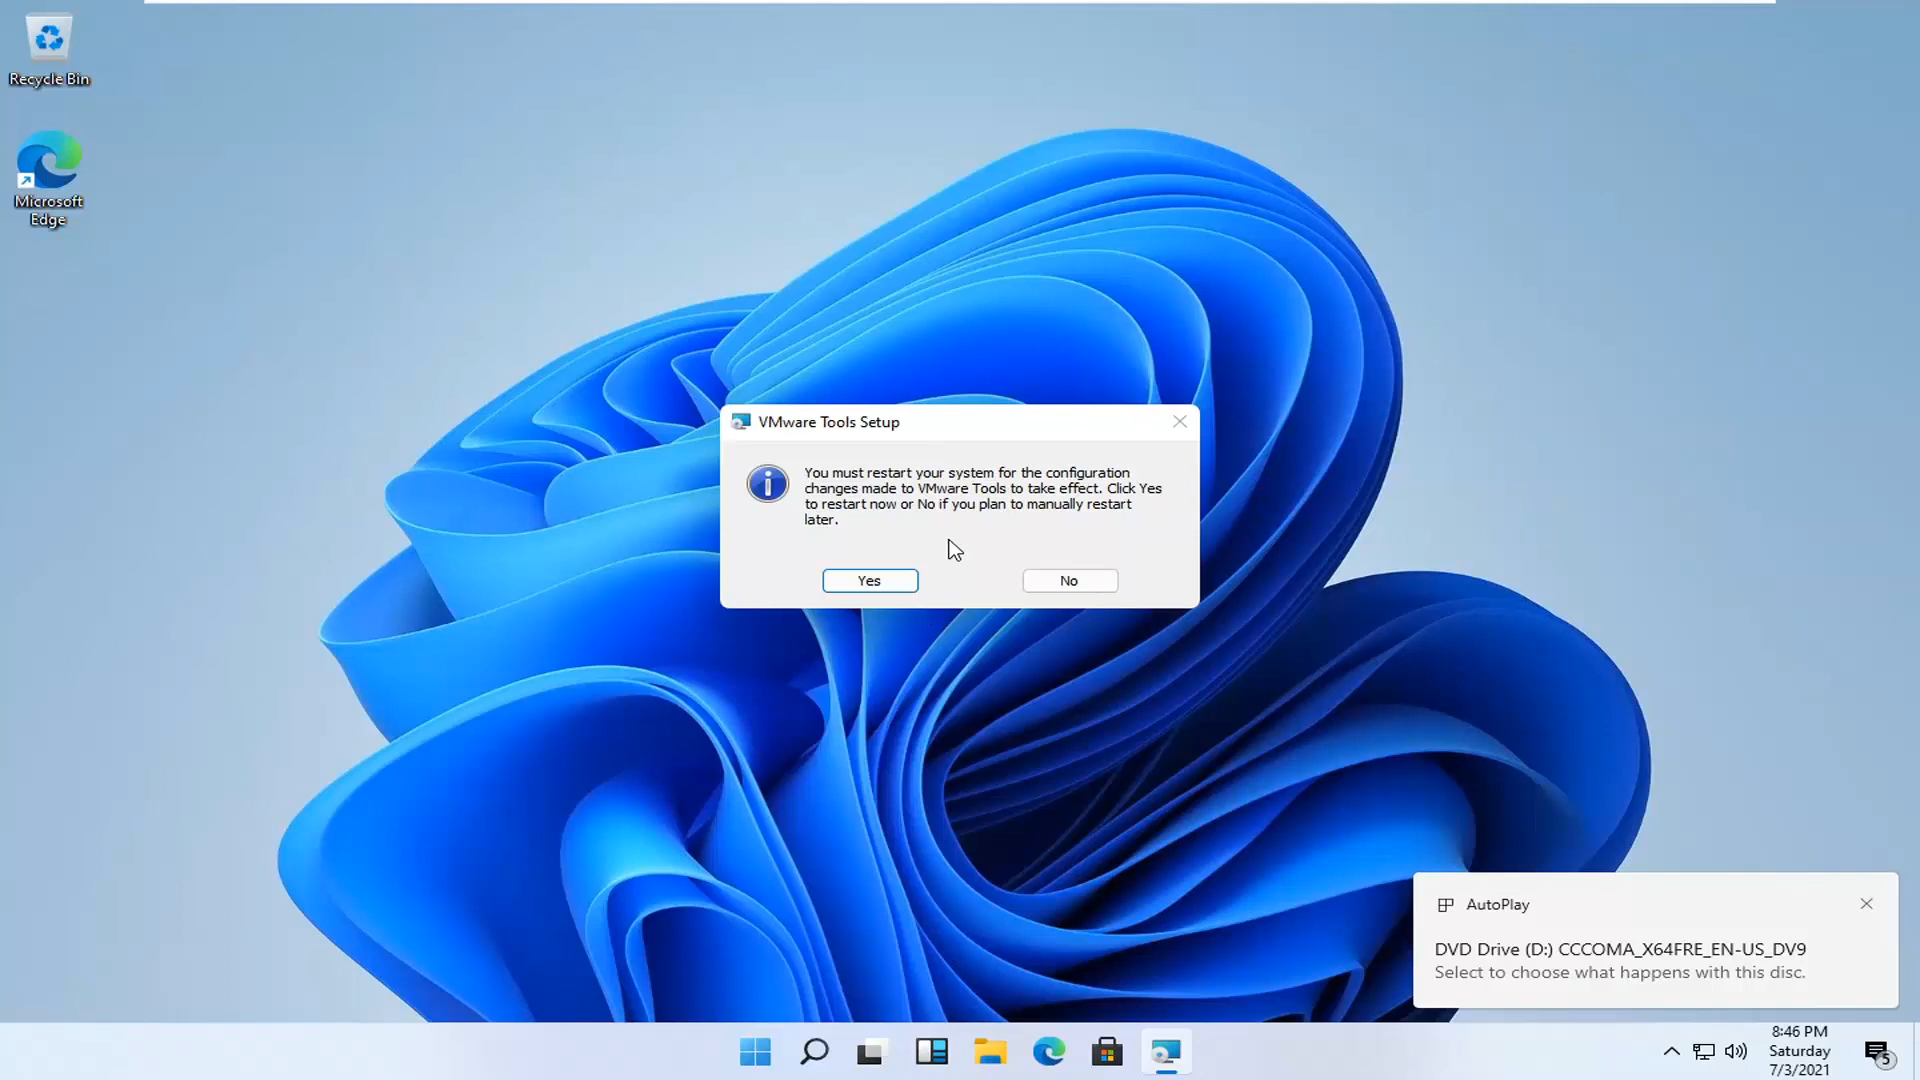 Recycle Bin
Microsoft
Edge
VMware Tools Setup
You must restart your system for the configuration
changes made to VMware Tools to take effect. Click Yes
to restart now or No if you plan to manually restart
later.
Yes
No
AutoPlay
DVD Drive (D:) CCCOMA_X64FRE_EN-US_DV9
Select to choose what happens with this disc.
8:46 PM
Saturday
7/3/2021
5